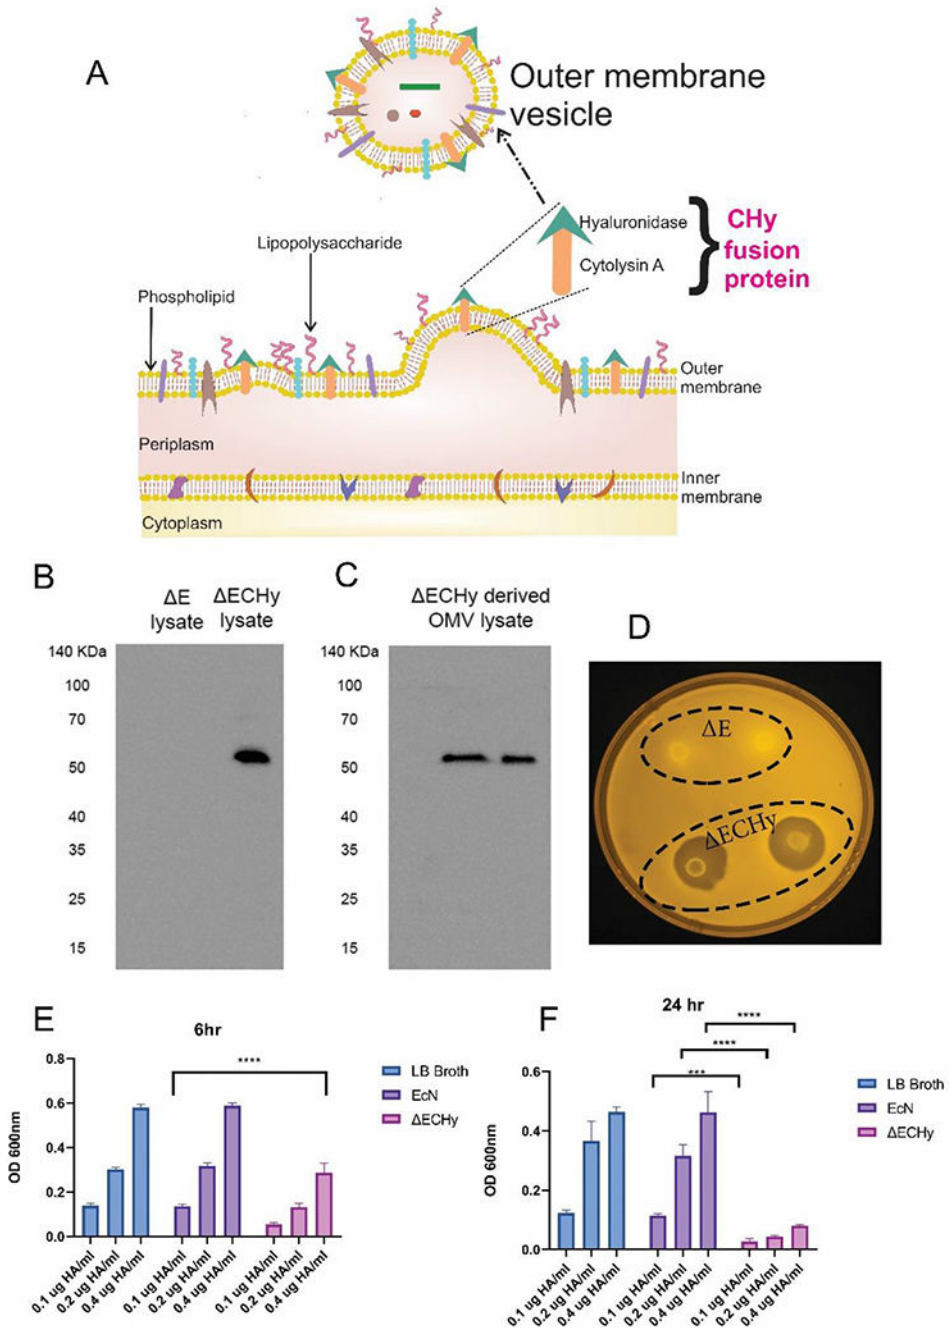 A
Outer membrane
vesicle
Hyaluronidase
Cytolysin A
CHy
fusion
protein
Lipopolysaccharide
Phospholipid
Outer
membrane
Periplasm
Inner
membrane
Cytoplasm
B
ΔE
lysate
ΔECHy
lysate
140 KDa
100
70
50
40
35
25
15
C
ΔECHy derived
OMV lysate
140 KDa
100
70
50
40
35
25
15
D
ΔE
ΔECHy
E
6hr
****
0.8
0.6
0.4
0.2
0.0
OD 600nm
0.1 ug HA/ml
0.2 ug HA/ml
0.4 ug HA/ml
0.1 ug HA/ml
0.2 ug HA/ml
0.4 ug HA/ml
0.1 ug HA/ml
0.2 ug HA/ml
0.4 ug HA/ml
LB Broth
EcN
ΔECHy
F
24 hr
****
****
***
0.6
0.4
0.2
0.0
OD 600nm
0.1 ug HA/ml
0.2 ug HA/ml
0.4 ug HA/ml
0.1 ug HA/ml
0.2 ug HA/ml
0.4 ug HA/ml
0.1 ug HA/ml
0.2 ug HA/ml
0.4 ug HA/ml
LB Broth
EcN
ΔECHy